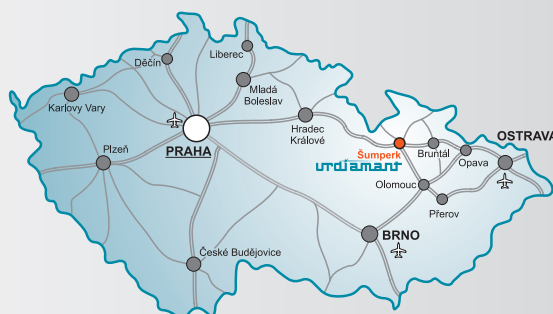 Děčín
Liberec
Karlovy Vary
Mladá
Boleslav
Hradec
Králové
PRAHA
Plzeň
Šumperk
urdiamant
Bruntál
OSTRAVA
Opava
Olomouc
Přerov
BRNO
České Budějovice